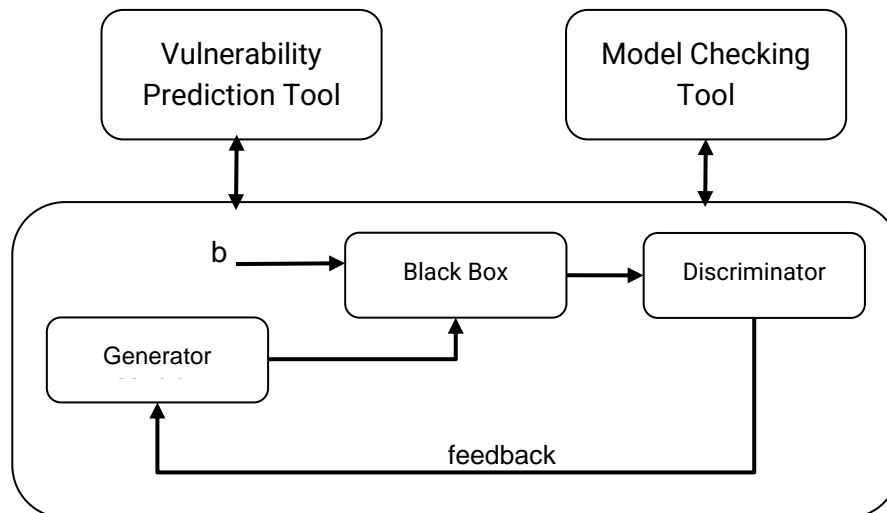 Vulnerability
Prediction Tool
Model Checking
Tool
b
Black Box
Discriminator
Generator
feedback